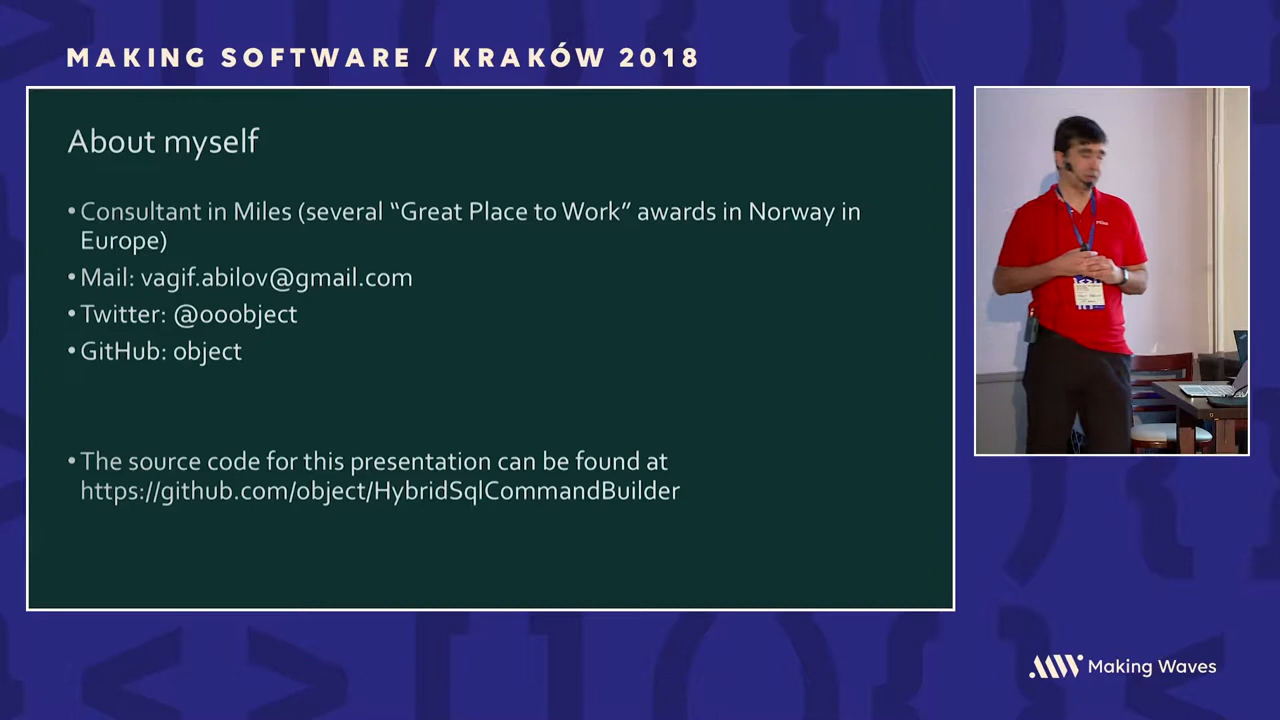 MAKING SOFTWARE / KRAKÓW 2018
About myself
• Consultant in Miles (several “Great Place to Work” awards in Norway in
Europe)
• Mail: vagif.abilov@gmail.com
• Twitter: @ooobject
• GitHub: object
• The source code for this presentation can be found at
https://github.com/object/HybridSqlCommandBuilder
Making Waves